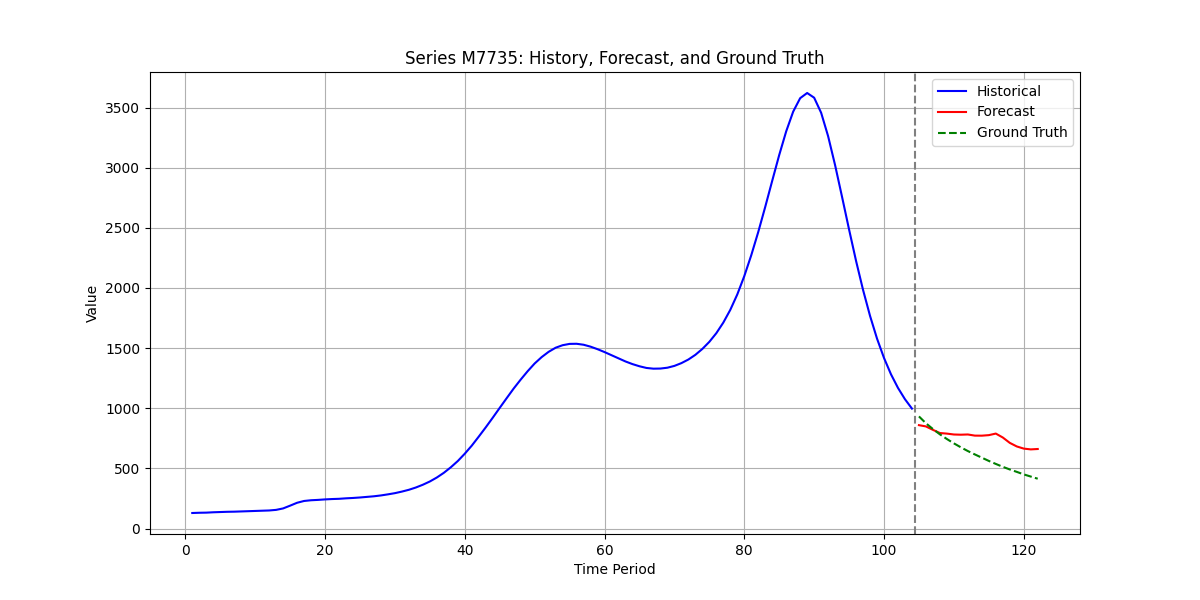 Series M7735: History, Forecast, and Ground Truth
Historical
Forecast
Ground Truth
Value
3500
3000
2500
2000
1500
1000
500
0
0 20 40 60 80 100 120
Time Period